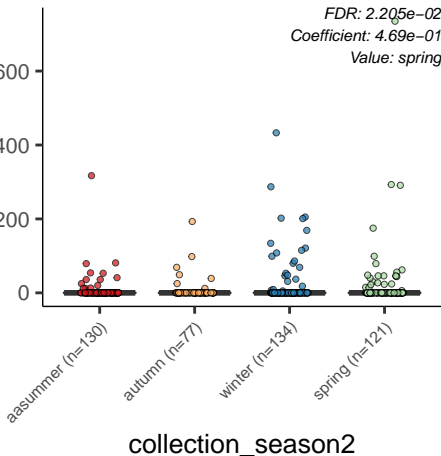 FDR: 2.205e−02
Coefficient: 4.69e−01
Value: spring
600
400
200
0
aasummer (n=130)
autumn (n=77)
winter (n=134)
spring (n=121)
collection_season2